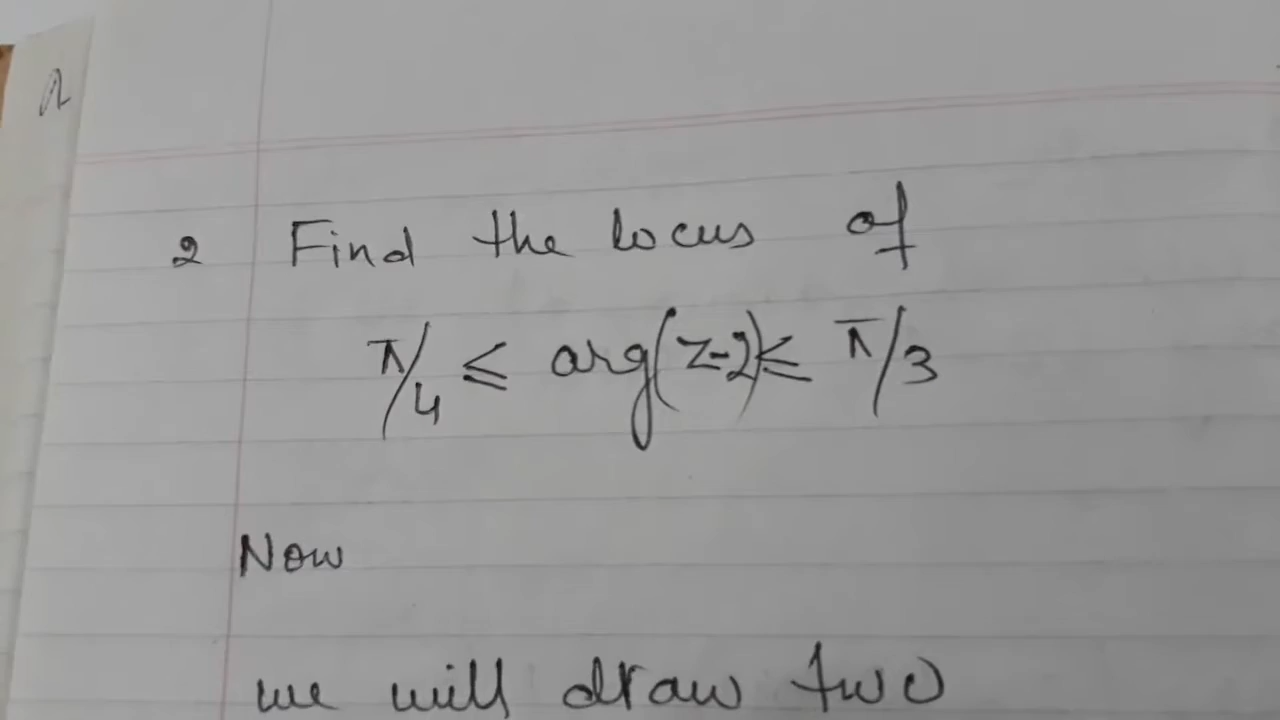 2 Find the locus of
π/4 ≤ arg(z-2) ≤ π/3
Now
we will draw two